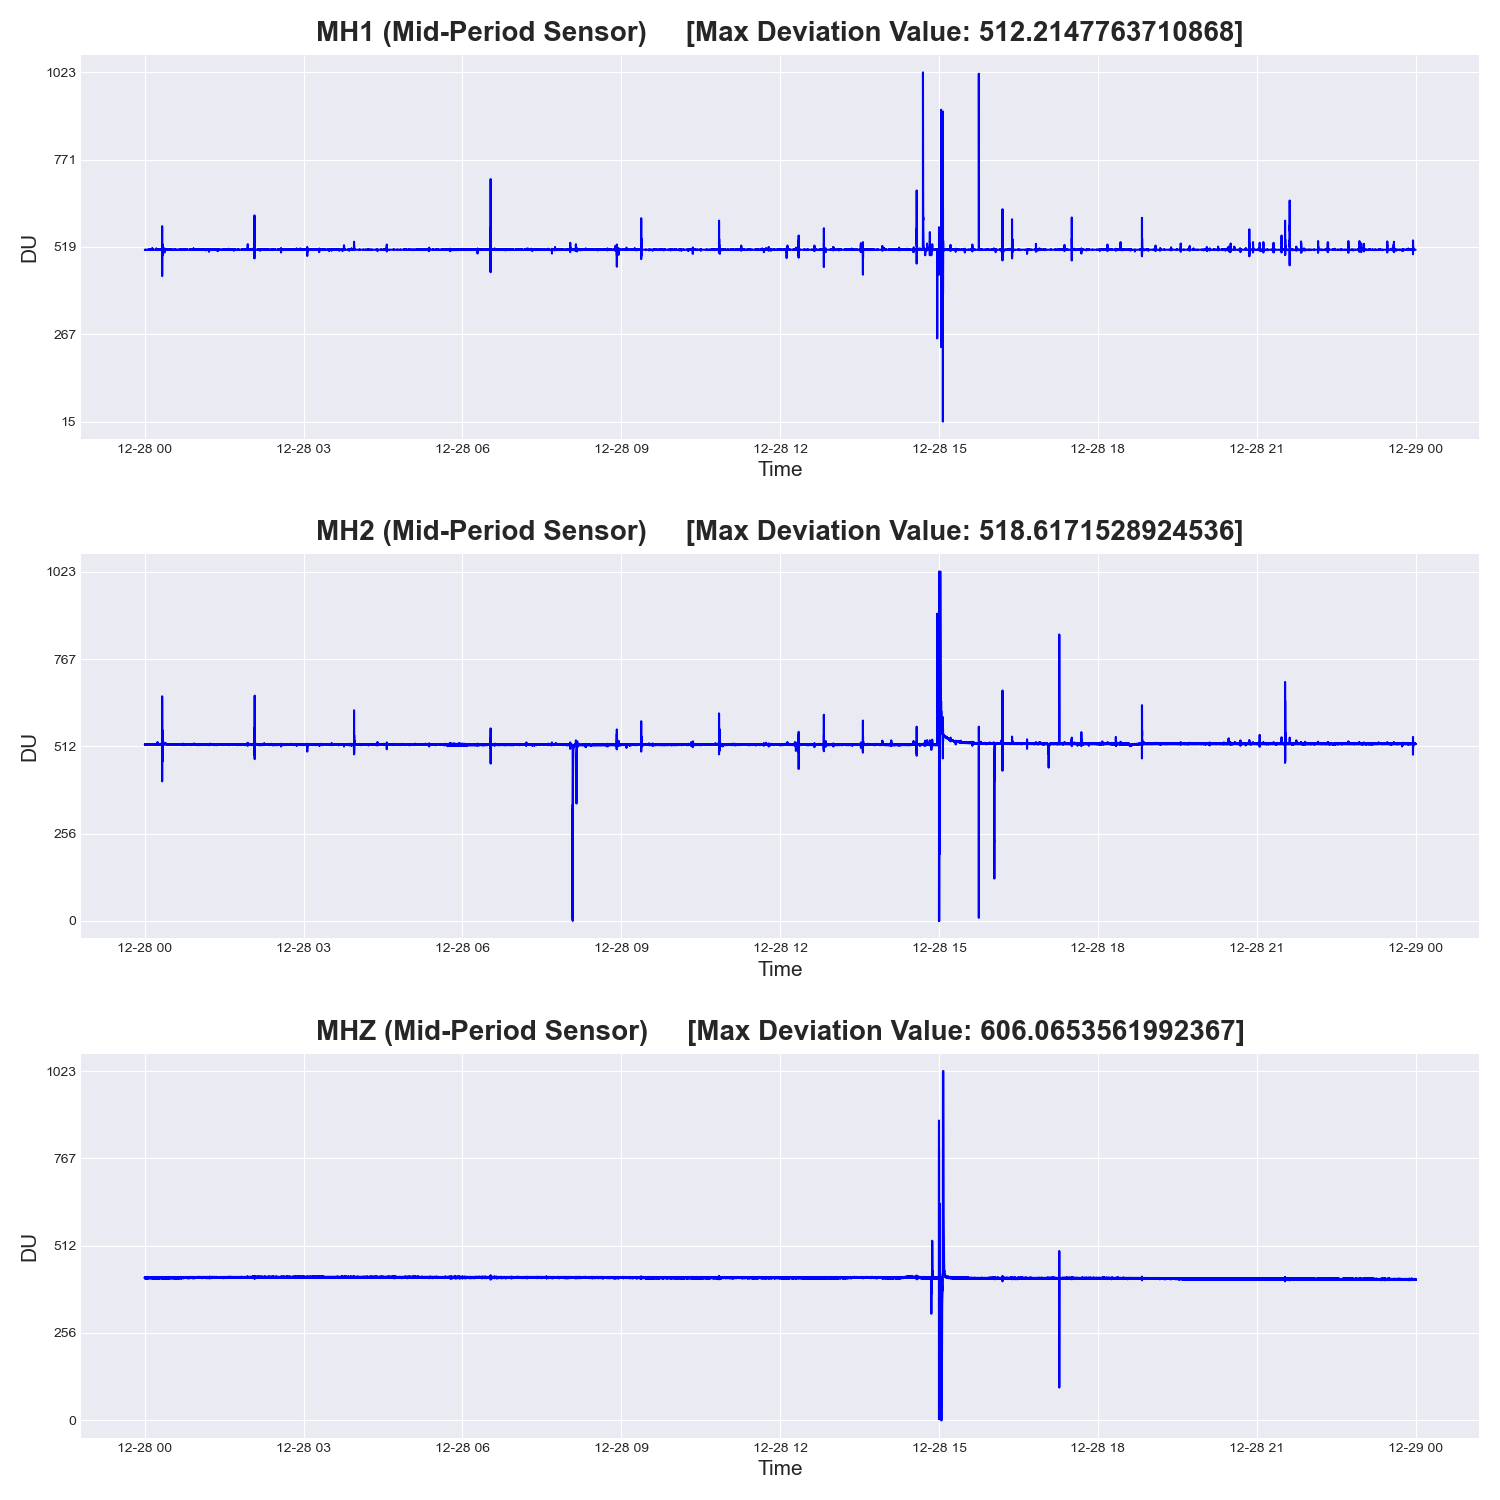 MH1 (Mid-Period Sensor) [Max Deviation Value: 512.2147763710868]
1023
771
519
267
15
DU
12-28 00 12-28 03 12-28 06 12-28 09 12-28 12 12-28 15 12-28 18 12-28 21 12-29 00
Time
MH2 (Mid-Period Sensor) [Max Deviation Value: 518.6171528924536]
1023
767
512
256
0
DU
12-28 00 12-28 03 12-28 06 12-28 09 12-28 12 12-28 15 12-28 18 12-28 21 12-29 00
Time
MHZ (Mid-Period Sensor) [Max Deviation Value: 606.0653561992367]
1023
767
512
256
0
DU
12-28 00 12-28 03 12-28 06 12-28 09 12-28 12 12-28 15 12-28 18 12-28 21 12-29 00
Time